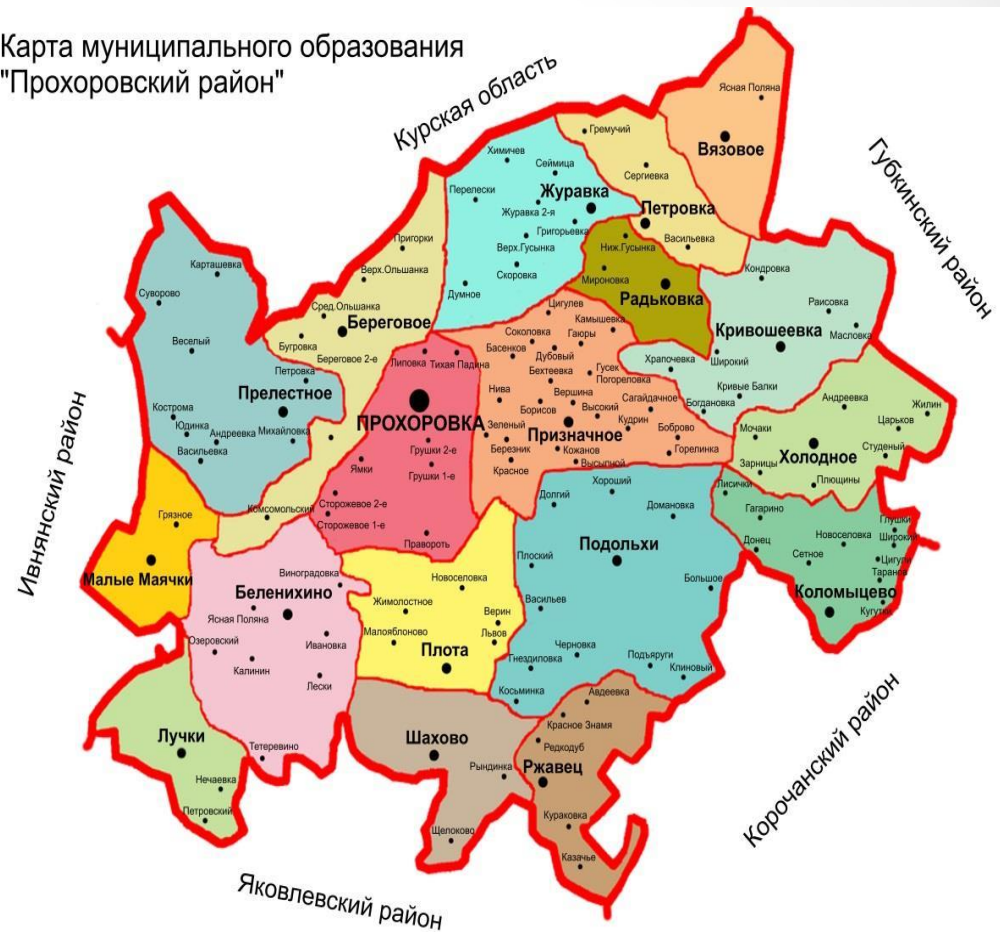 Карта муниципального образования
"Прохоровский район"
Курская область
Губкинский район
Ивнянский район
Корочанский район
Яковлевский район
Ясная Поляна
Вязовое
Гремучий
Сергиевка
Петровка
Васильевка
Химичев
Сеймица
Перелески
Журавка
Журавка 2-я
Григорьевка
Верх.Гусынка
Скоровка
Думное
Ниж.Гусынка
Мироновка
Радьковка
Кондровка
Раисовка
Масловка
Кривошеевка
Широкий
Храпочевка
Кривые Балки
Богдановка
Пригорки
Верх.Ольшанка
Сред.Ольшанка
Береговое
Бугровка
Береговое 2-е
Комсомольский
Карташевка
Суворово
Веселый
Петровка
Прелестное
Кострома
Юдинка
Андреевка
Михайловка
Васильевка
Липовка
Тихая Падина
ПРОХОРОВКА
Грушки 2-е
Грушки 1-е
Ямки
Сторожевое 2-е
Сторожевое 1-е
Правороть
Цигулев
Камышевка
Соколовка
Гаюры
Басенков
Дубовый
Гусек
Погореловка
Бехтеевка
Нива
Вершина
Сагайдачное
Борисов
Высокий
Кудрин
Зеленый
Призначное
Боброво
Березник
Кожанов
Горелинка
Красное
Высыпной
Андреевка
Жилин
Царьков
Мочаки
Студеный
Холодное
Зарницы
Плющины
Лисички
Гагарино
Глушки
Новоселовка
Широкий
Донец
Сетное
Цигули
Таранов
Коломыцево
Кугутки
Хороший
Долгий
Домановка
Подольхи
Плоский
Большое
Васильев
Черновка
Гнездиловка
Подъяруги
Клиновый
Косьминка
Грязное
Малые Маячки
Виноградовка
Беленихино
Ясная Поляна
Озеровский
Ивановка
Калинин
Лески
Тетеревино
Новоселовка
Жимолостное
Верин
Малояблоново
Львов
Плота
Лучки
Нечаевка
Петровский
Шахово
Рындинка
Щелоково
Авдеевка
Красное Знамя
Редкодуб
Ржавец
Кураковка
Казачье